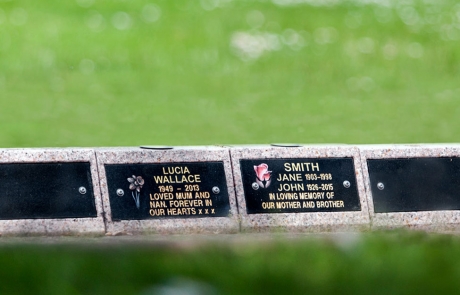 LUCIA
WALLACE
1949 - 2013
LOVED MUM AND
NAN. FOREVER IN
OUR HEARTS x x x
SMITH
JANE 1903-1998
JOHN 1926-2015
IN LOVING MEMORY OF
OUR MOTHER AND BROTHER